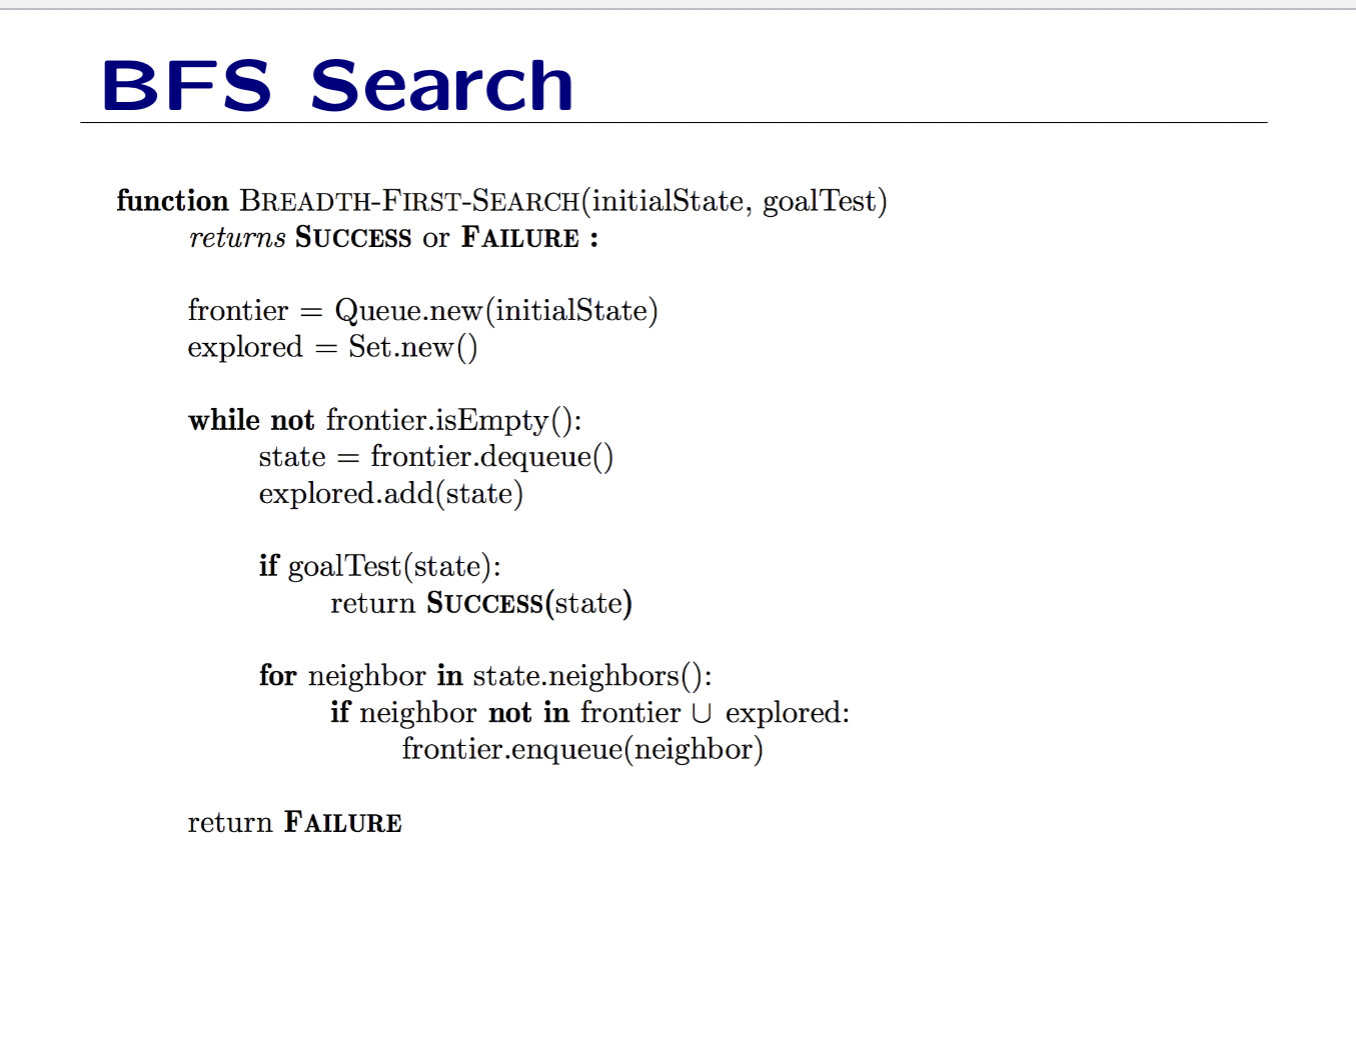 BFS Search
function BREADTH-FIRST-SEARCH(initialState, goalTest)
returns SUCCESS or FAILURE :
frontier = Queue.new(initialState)
explored = Set.new()
while not frontier.isEmpty():
state = frontier.dequeue()
explored.add(state)
if goalTest(state):
return SUCCESS(state)
for neighbor in state.neighbors():
if neighbor not in frontier ∪ explored:
frontier.enqueue(neighbor)
return FAILURE